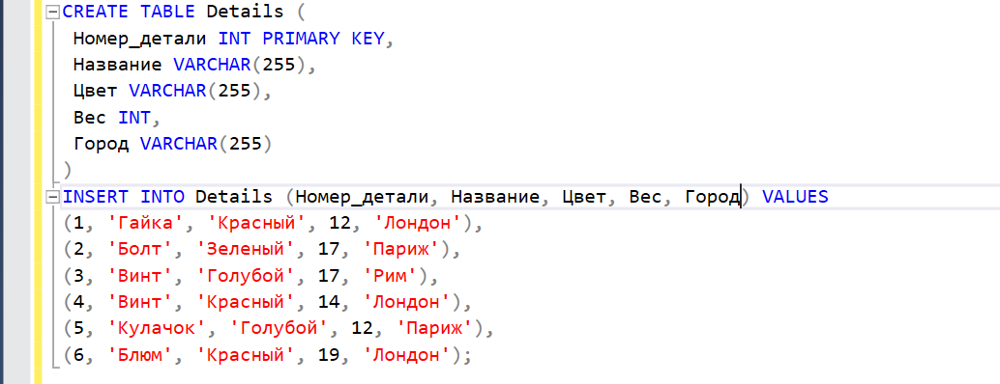 CREATE TABLE Details (
Номер_детали INT PRIMARY KEY,
Название VARCHAR(255),
Цвет VARCHAR(255),
Вес INT,
Город VARCHAR(255)
)
INSERT INTO Details (Номер_детали, Название, Цвет, Вес, Город) VALUES
(1, 'Гайка', 'Красный', 12, 'Лондон'),
(2, 'Болт', 'Зеленый', 17, 'Париж'),
(3, 'Винт', 'Голубой', 17, 'Рим'),
(4, 'Винт', 'Красный', 14, 'Лондон'),
(5, 'Кулачок', 'Голубой', 12, 'Париж'),
(6, 'Блюм', 'Красный', 19, 'Лондон');